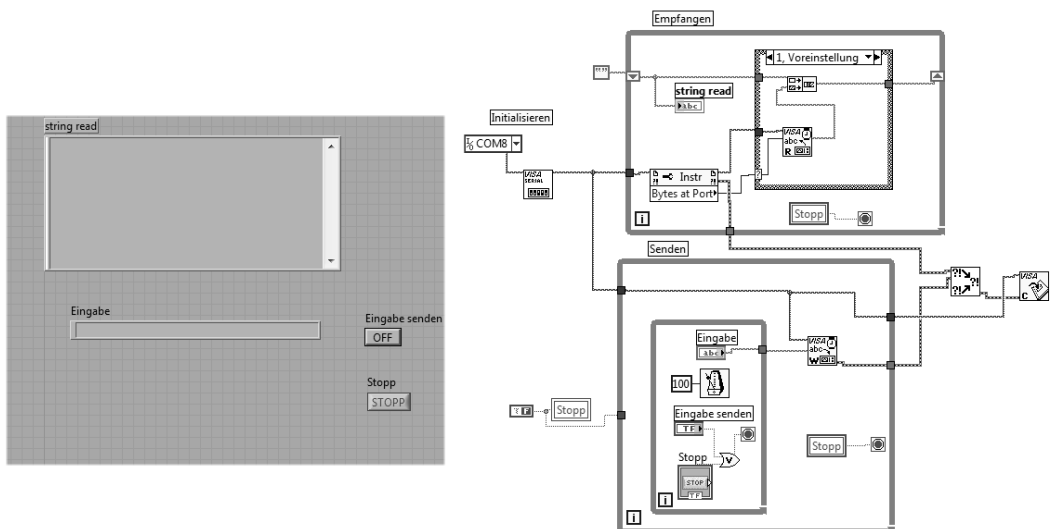 string read
Eingabe
Eingabe senden
OFF
Stopp
STOPP
Empfangen
1, Voreinstellung
string read
abc
Initialisieren
COM8
VISA
SERIAL
VISA
abc
R
Instr
Bytes at Port
?
Stopp
i
Senden
?!
?!
?!
VISA
C
Eingabe
abc
VISA
abc
W
100
Eingabe senden
TF
Stopp
F
Stopp
V
Stopp
STOP
TF
i
i